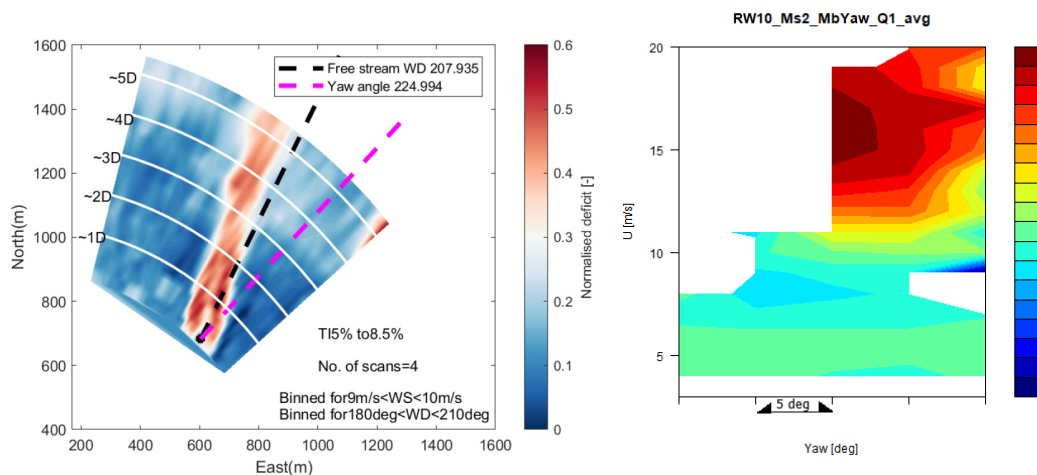 RW10_Ms2_MbYaw_Q1_avg
1600
1400
1200
1000
800
600
400
North(m)
200
400
600
800
1000
1200
1400
1600
East(m)
~5D
~4D
~3D
~2D
~1D
Free stream WD 207.935
Yaw angle 224.994
TI5% to8.5%
No. of scans=4
Binned for9m/s<WS<10m/s
Binned for180deg<WD<210deg
0.6
0.5
0.4
0.3
0.2
0.1
0
Normalised deficit [-]
20
15
10
5
U [m/s]
5 deg
Yaw [deg]